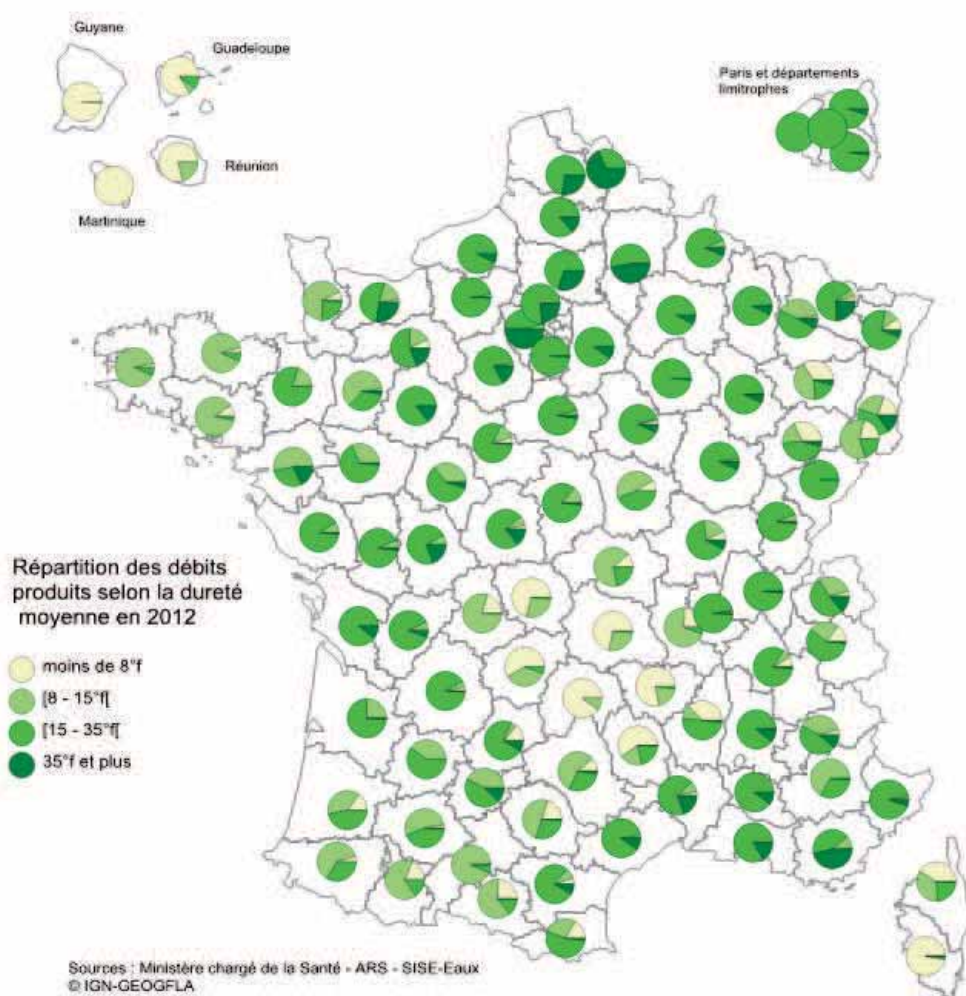 Guyane
Guadeloupe
Paris et départements
limitrophes
Réunion
Martinique
Répartition des débits
produits selon la dureté
moyenne en 2012
moins de 8°f
[8 - 15°f[
[15 - 35°f[
35°f et plus
Sources : Ministère chargé de la Santé - ARS - SISE-Eaux
© IGN-GEOGFLA